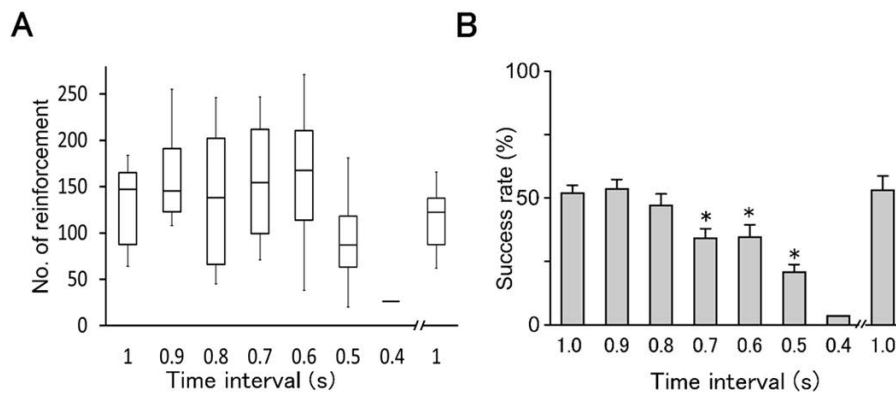 A
No. of reinforcement
250
200
150
100
50
0
1 0.9 0.8 0.7 0.6 0.5 0.4 1
Time interval (s)
B
Success rate (%)
100
50
0
* * *
1.0 0.9 0.8 0.7 0.6 0.5 0.4 1.0
Time interval (s)